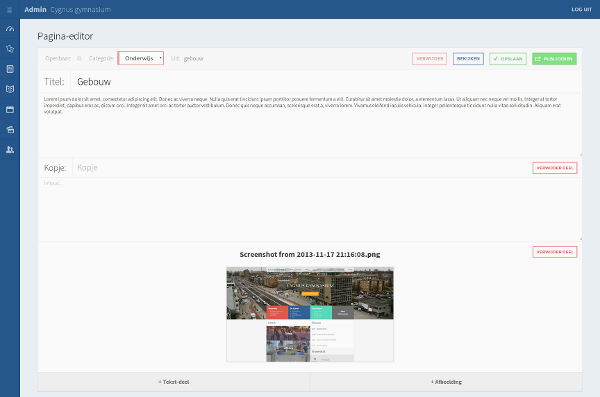 Admin Cygnus gymnasium
LOG UIT
Pagina-editor
Openbaar: Categorie: Onderwijs Url: gebouw
VERWIJDER BEKIJKEN OPSLAAN PUBLICEREN
Titel: Gebouw
Lorem ipsum dolor sit amet, consectetur adipiscing elit. Donec ac viverra neque. Nulla quis erat tincidunt ipsum porttitor posuere fermentum a elit. Curabitur sit amet molestie dolor, a elementum lacus. Ut aliquam nec neque vel mollis. Integer at tortor
imperdiet, dapibus eros ac, dictum orci. Integer sit amet orci ac tortor auctor vestibulum. Donec quis neque accumsan, scelerisque erat a, viverra lorem. Vivamus eleifend iaculis vehicula. Integer pellentesque tincidunt nulla vitae sollicitudin. Aliquam erat
volutpat.
Kopje: Kopje
VERWIJDER DEEL
Inhoud...
Screenshot from 2013-11-17 21:16:08.png
VERWIJDER DEEL
CYGNUS GYMNASIUM
+ Tekst-deel
+ Afbeelding